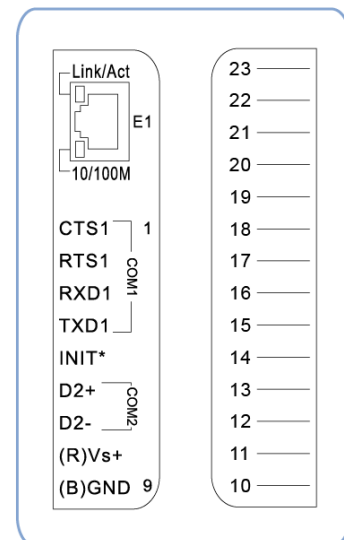 Link/Act
E1
10/100M
CTS1 1
RTS1
RXD1
TXD1
COM1
INIT*
D2+
D2-
COM2
(R)Vs+
(B)GND 9
23
22
21
20
19
18
17
16
15
14
13
12
11
10